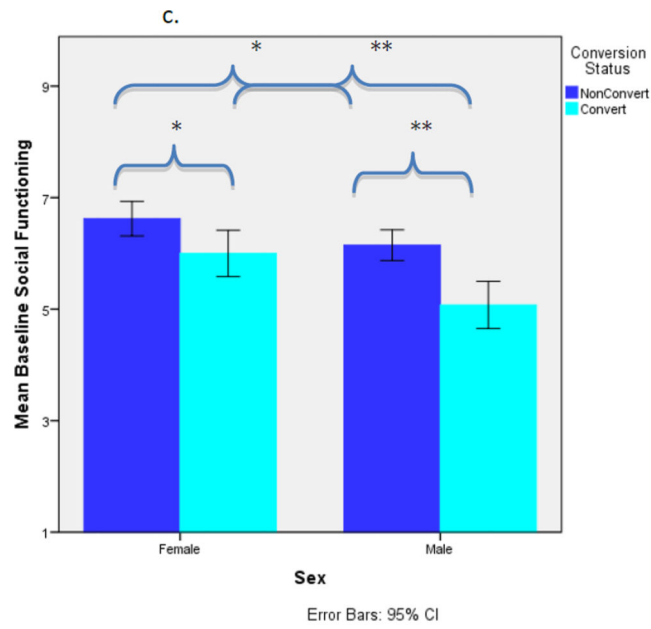 c.
* **
Conversion
Status
NonConvert
Convert
* **
Mean Baseline Social Functioning
9
7
5
3
1
Female Male
Sex
Error Bars: 95% CI